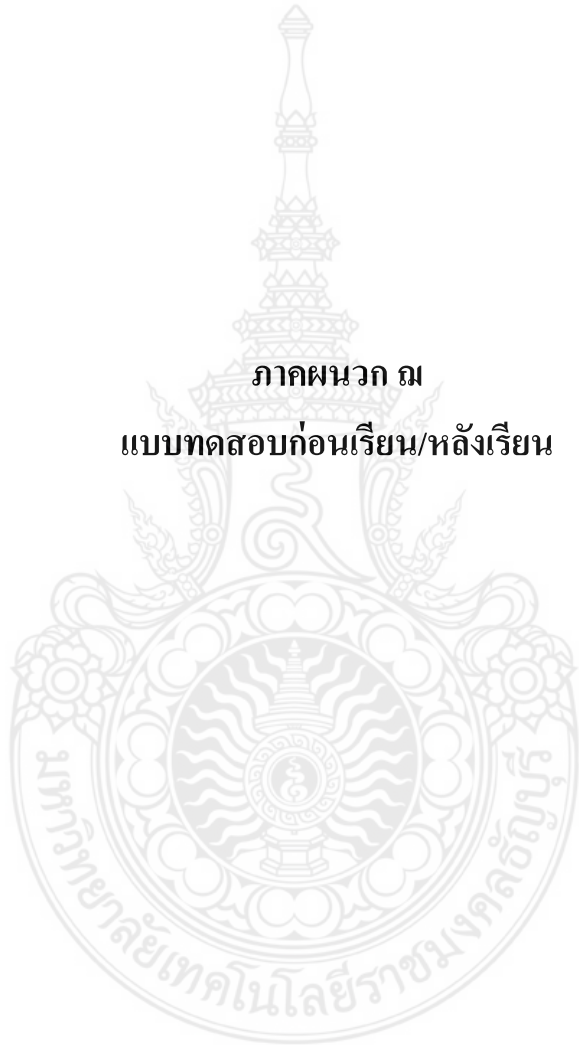 ภาคผนวก ฌ
แบบทดสอบก่อนเรียน/หลังเรียน
มหาวิทยาลัยเทคโนโลยีราชมงคลธัญบุรี